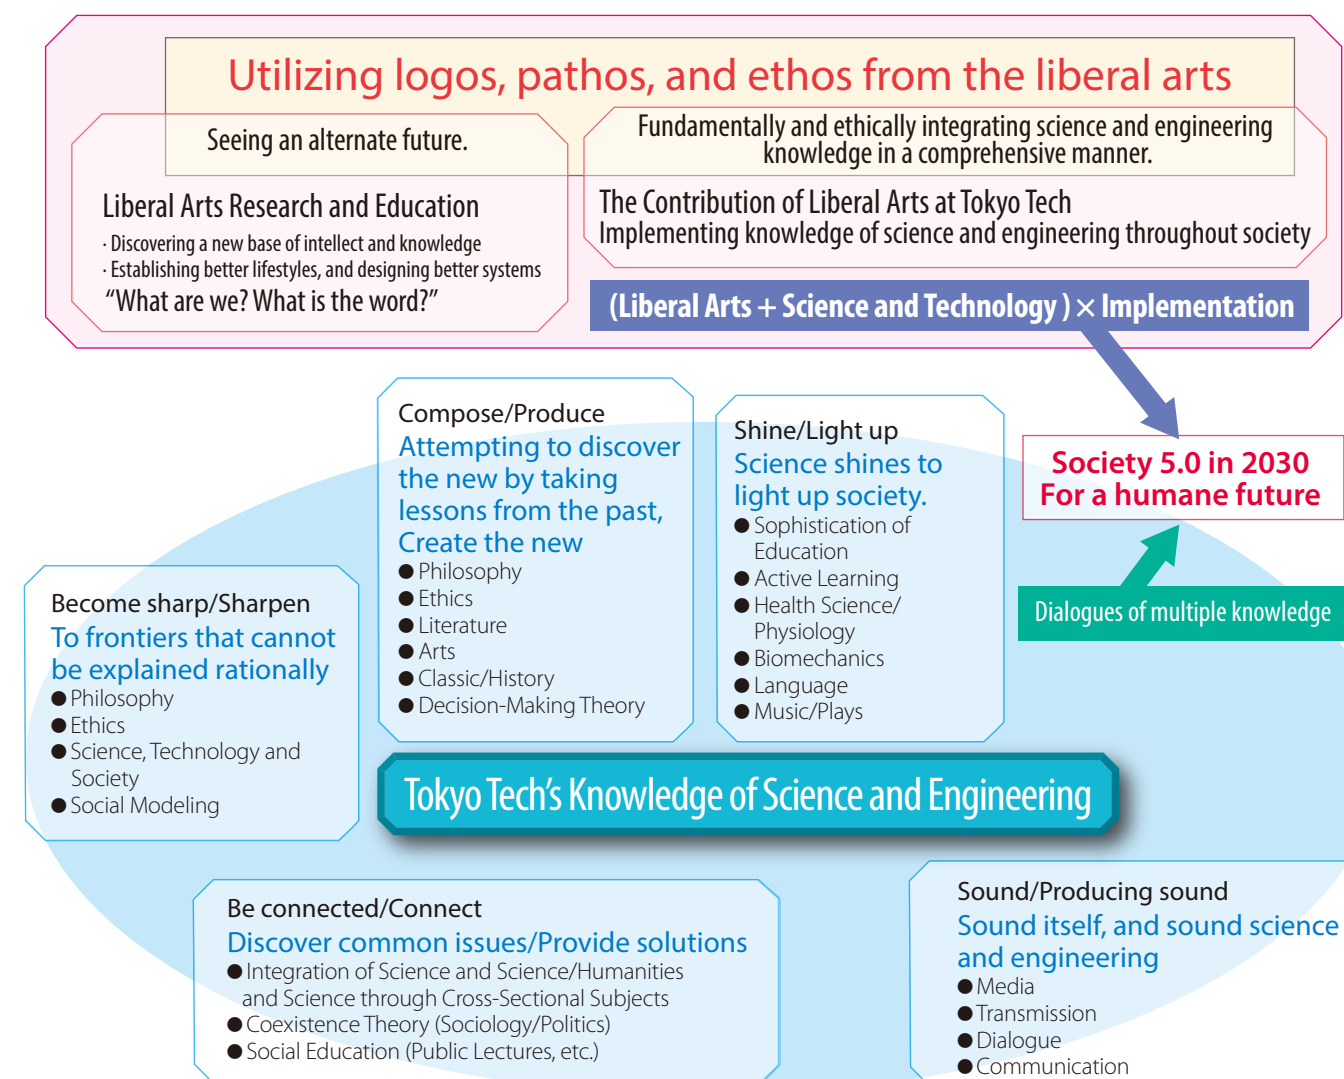 Utilizing logos, pathos, and ethos from the liberal arts
Seeing an alternate future.
Fundamentally and ethically integrating science and engineering
knowledge in a comprehensive manner.
Liberal Arts Research and Education
· Discovering a new base of intellect and knowledge
· Establishing better lifestyles, and designing better systems
“What are we? What is the word?”
The Contribution of Liberal Arts at Tokyo Tech
Implementing knowledge of science and engineering throughout society
(Liberal Arts + Science and Technology ) × Implementation
Compose/Produce
Attempting to discover
the new by taking
lessons from the past,
Create the new
● Philosophy
● Ethics
● Literature
● Arts
● Classic/History
● Decision-Making Theory
Shine/Light up
Science shines to
light up society.
● Sophistication of
Education
● Active Learning
● Health Science/
Physiology
● Biomechanics
● Language
● Music/Plays
Society 5.0 in 2030
For a humane future
Dialogues of multiple knowledge
Become sharp/Sharpen
To frontiers that cannot
be explained rationally
● Philosophy
● Ethics
● Science, Technology and
Society
● Social Modeling
Tokyo Tech’s Knowledge of Science and Engineering
Be connected/Connect
Discover common issues/Provide solutions
● Integration of Science and Science/Humanities
and Science through Cross-Sectional Subjects
● Coexistence Theory (Sociology/Politics)
● Social Education (Public Lectures, etc.)
Sound/Producing sound
Sound itself, and sound science
and engineering
● Media
● Transmission
● Dialogue
● Communication